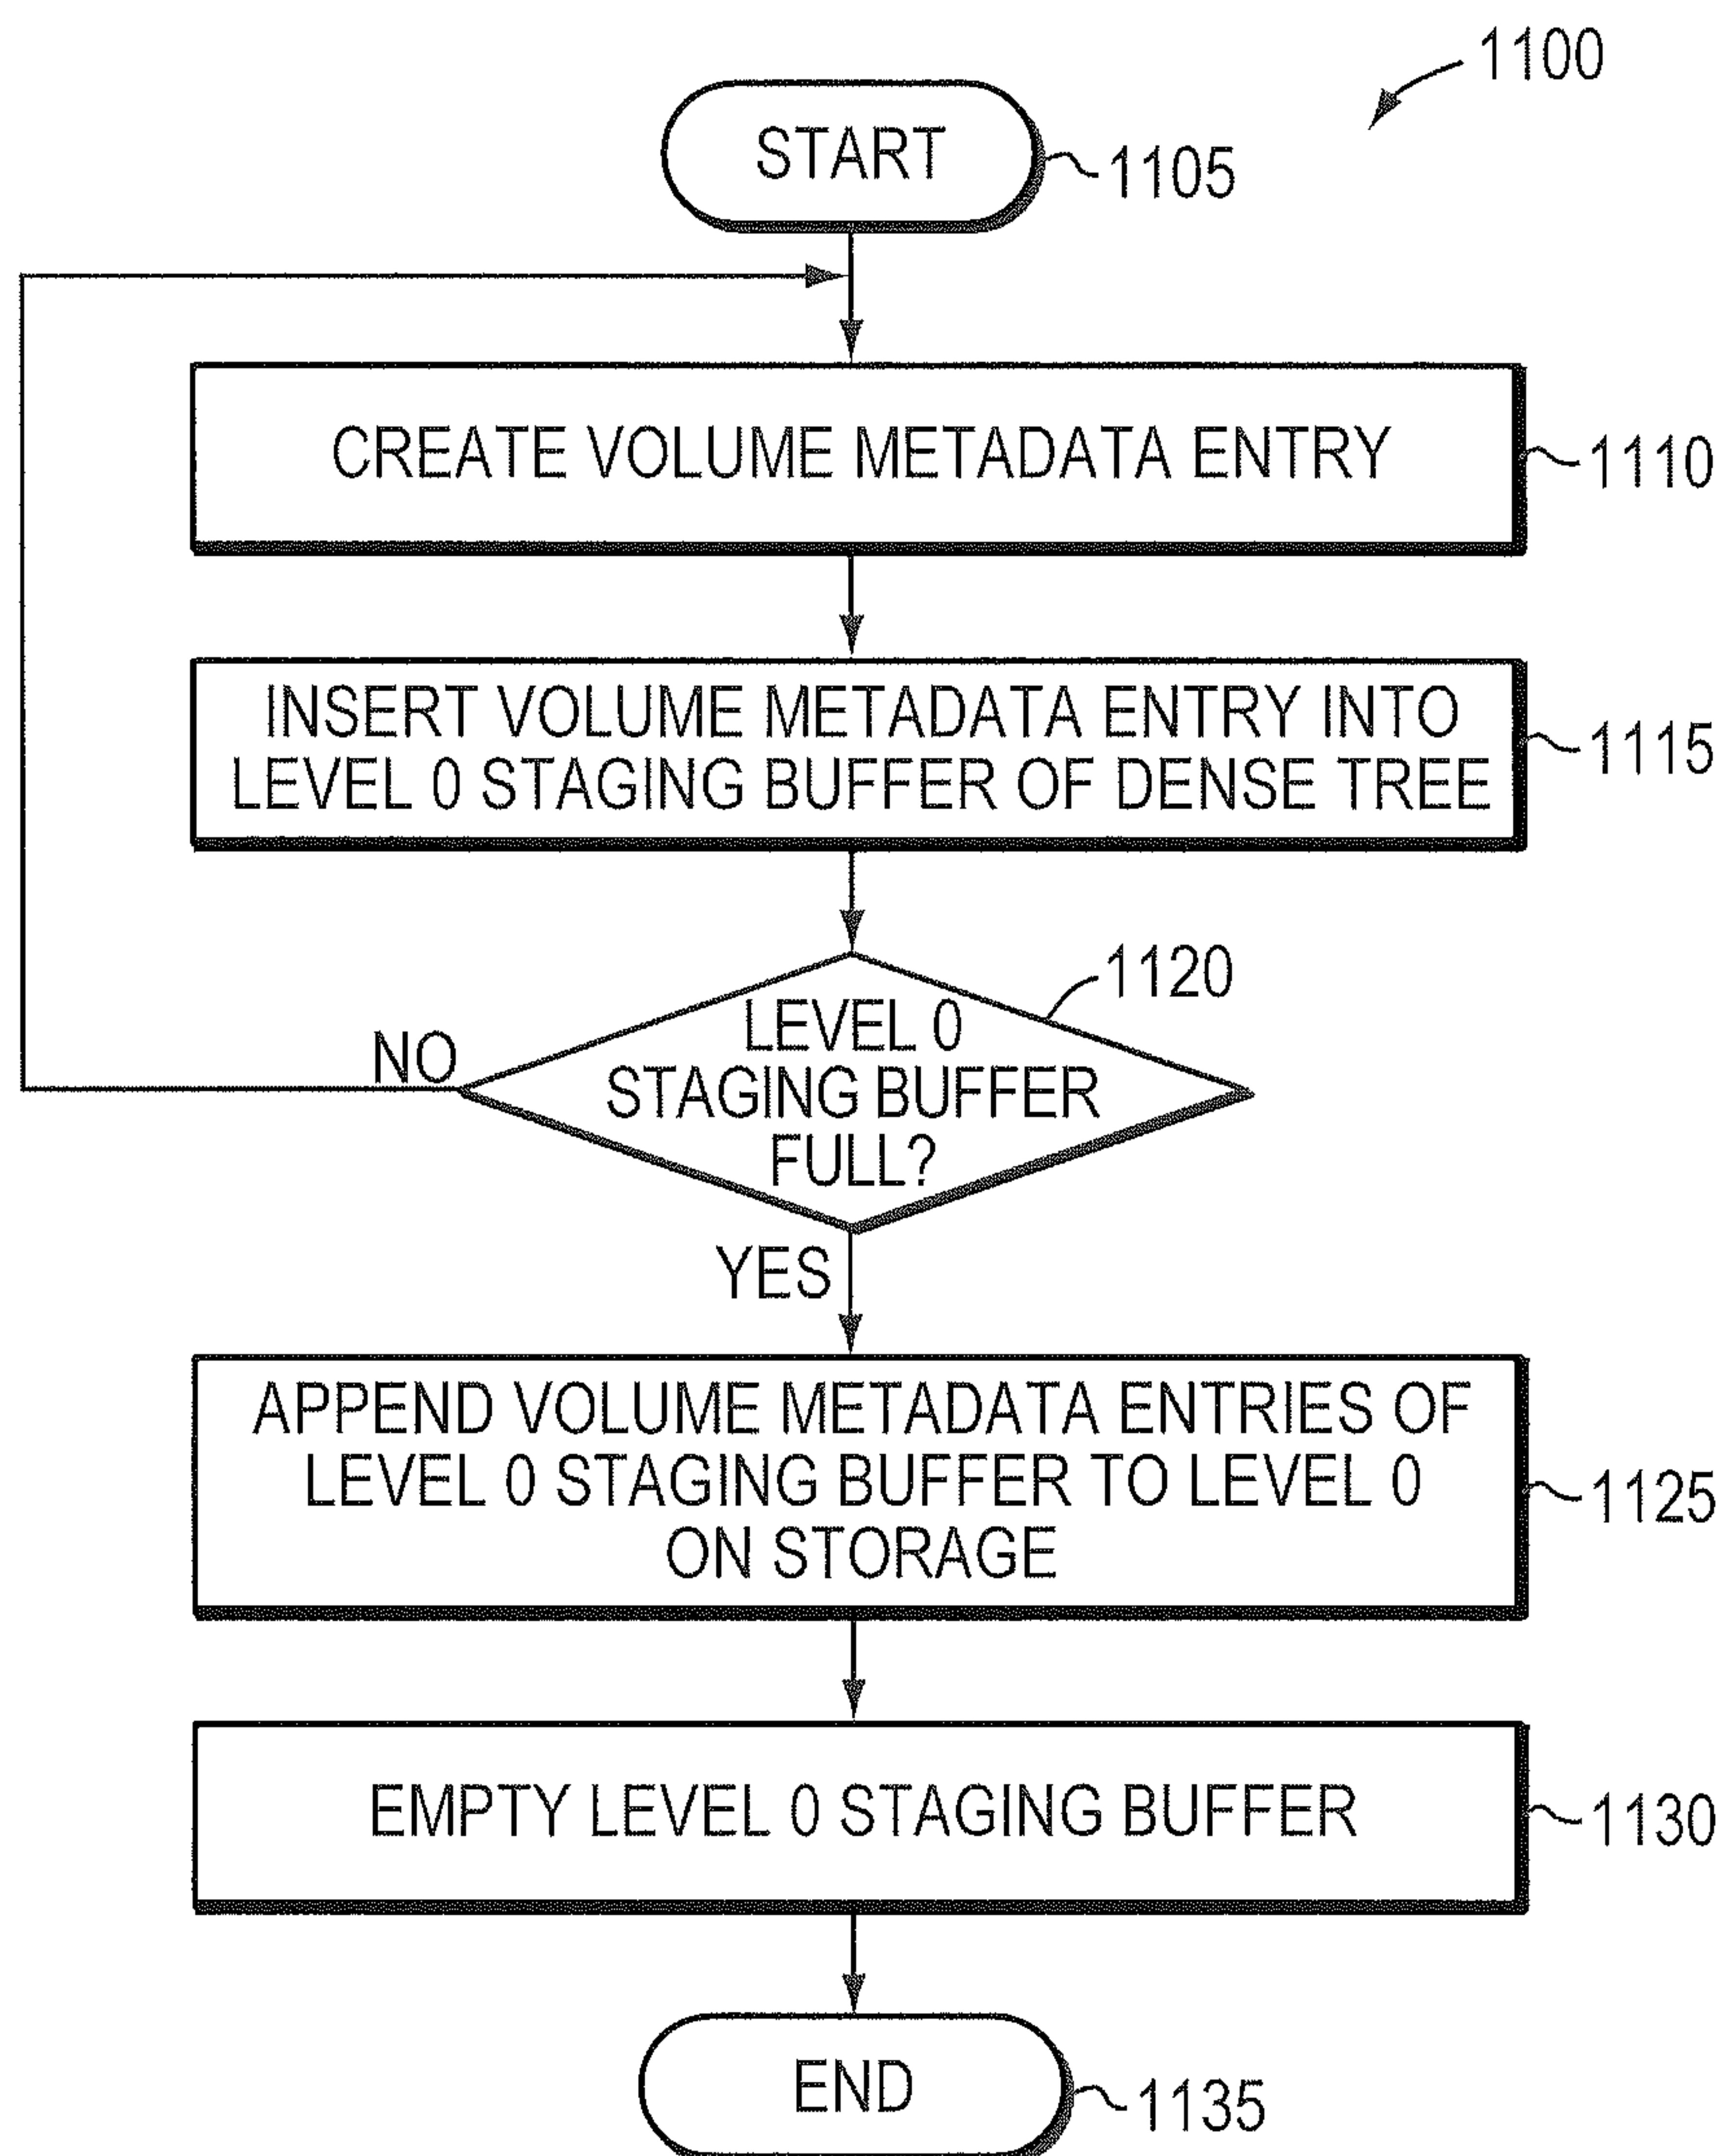 1100
START
1105
CREATE VOLUME METADATA ENTRY
1110
INSERT VOLUME METADATA ENTRY INTO
LEVEL 0 STAGING BUFFER OF DENSE TREE
1115
1120
LEVEL 0
STAGING BUFFER
FULL?
NO
YES
APPEND VOLUME METADATA ENTRIES OF
LEVEL 0 STAGING BUFFER TO LEVEL 0
ON STORAGE
1125
EMPTY LEVEL 0 STAGING BUFFER
1130
END
1135